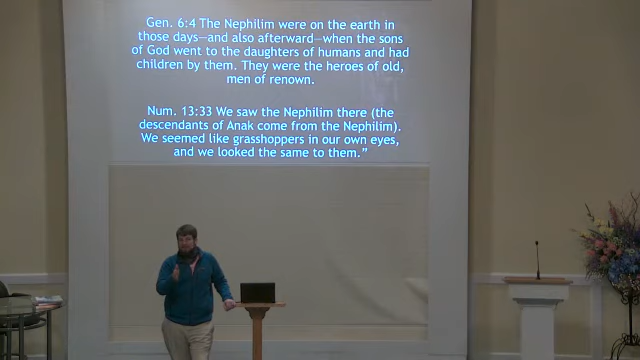 Gen. 6:4 The Nephilim were on the earth in
those days—and also afterward—when the sons
of God went to the daughters of humans and had
children by them. They were the heroes of old,
men of renown.
Num. 13:33 We saw the Nephilim there (the
descendants of Anak come from the Nephilim).
We seemed like grasshoppers in our own eyes,
and we looked the same to them.”